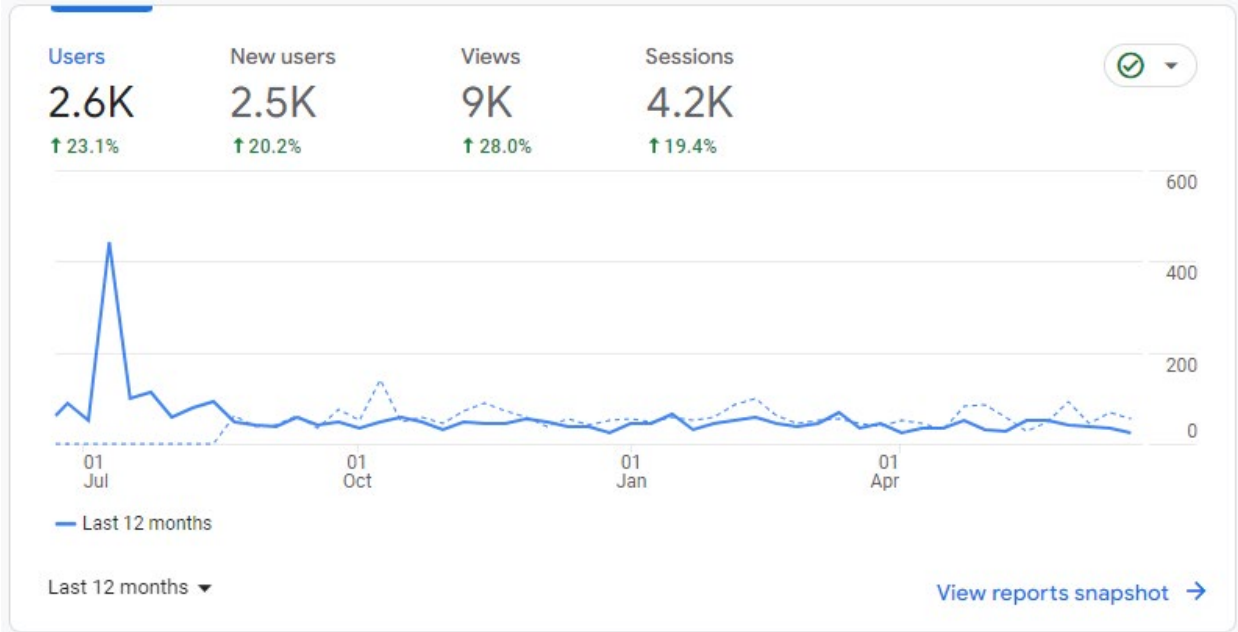 Users New users Views Sessions
2.6K 2.5K 9K 4.2K
↑ 23.1% ↑ 20.2% ↑ 28.0% ↑ 19.4%
600
400
200
0
01 01 01 01
Jul Oct Jan Apr
Last 12 months
Last 12 months
View reports snapshot →